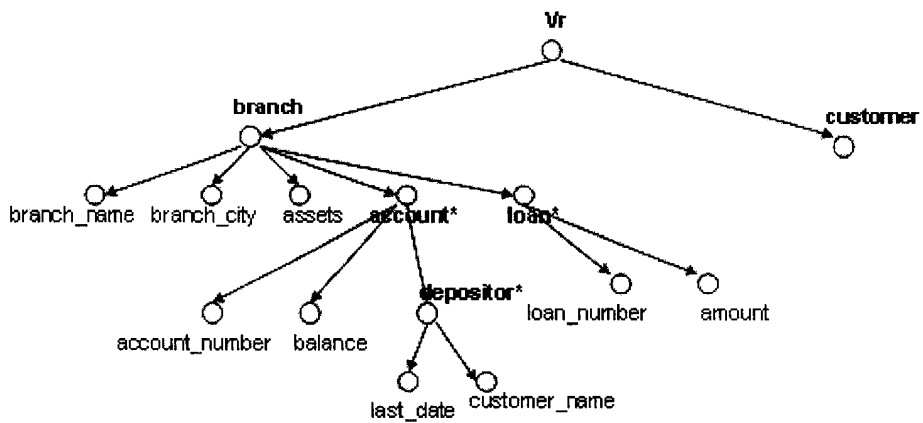 Vr
branch
customer
branch_name branch_city assets account* loan*
depositor*
account_number balance loan_number amount
last_date customer_name